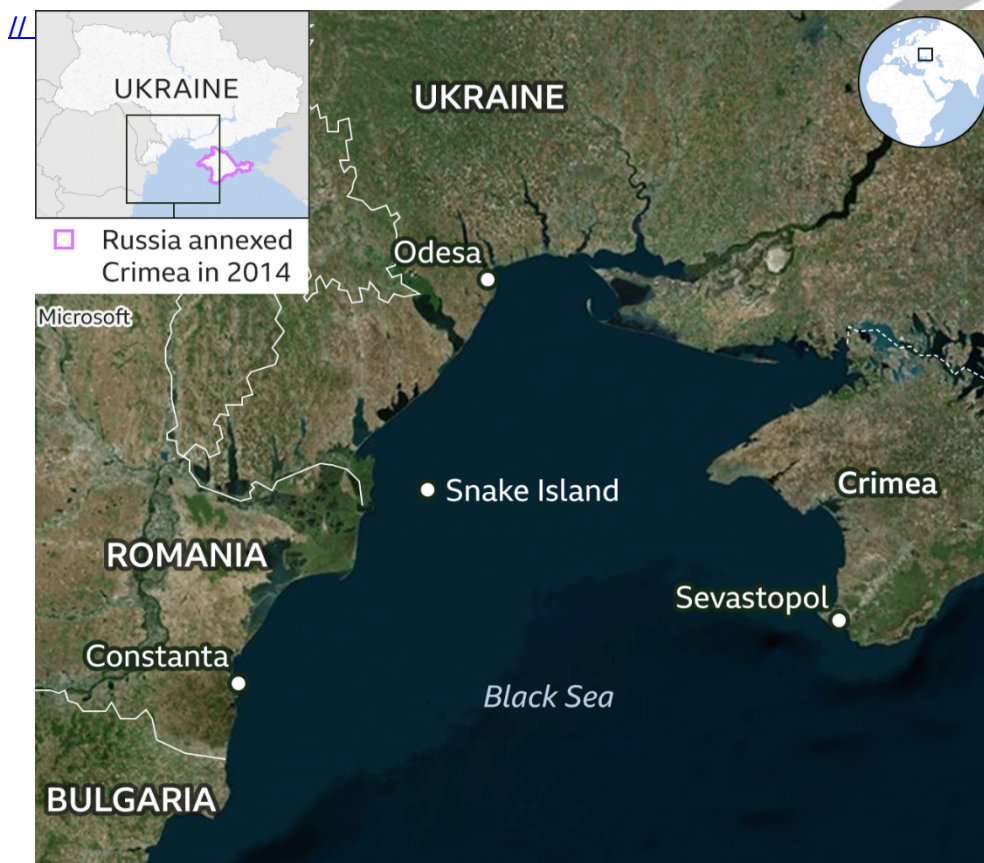 //
UKRAINE
UKRAINE
Russia annexed
Crimea in 2014
Odesa
Microsoft
Snake Island
Crimea
ROMANIA
Sevastopol
Constanta
Black Sea
BULGARIA